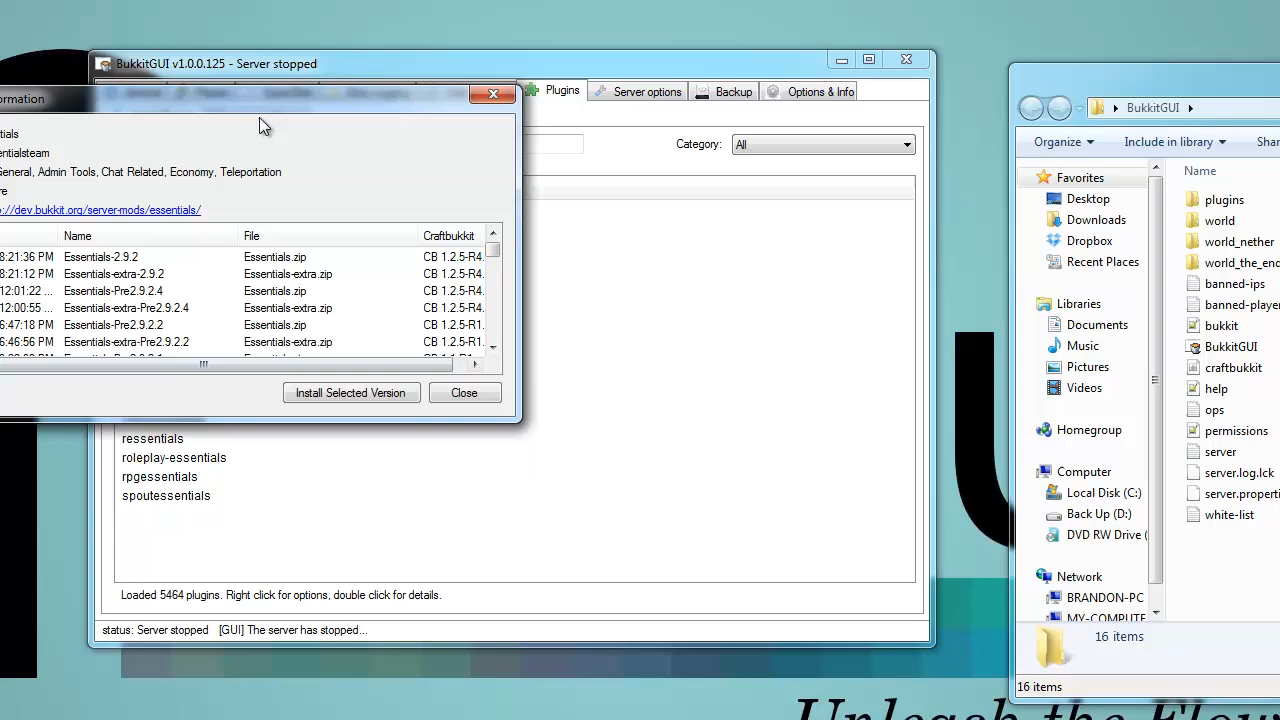 BukkitGUI v1.0.0.125 - Server stopped
Plugins
Server options
Backup
Options & Info
Category:
All
ormation
tials
entialsteam
General, Admin Tools, Chat Related, Economy, Teleportation
re
p://dev.bukkit.org/server-mods/essentials/
Name File Craftbukkit
8:21:36 PM Essentials-2.9.2 Essentials.zip CB 1.2.5-R4.
8:21:12 PM Essentials-extra-2.9.2 Essentials-extra.zip CB 1.2.5-R4.
12:01:22 ... Essentials-Pre2.9.2.4 Essentials.zip CB 1.2.5-R4.
12:00:55 ... Essentials-extra-Pre2.9.2.4 Essentials-extra.zip CB 1.2.5-R4.
6:47:18 PM Essentials-Pre2.9.2.2 Essentials.zip CB 1.2.5-R1.
6:46:56 PM Essentials-extra-Pre2.9.2.2 Essentials-extra.zip CB 1.2.5-R1.
Install Selected Version
Close
ressentials
roleplay-essentials
rpgessentials
spoutessentials
Loaded 5464 plugins. Right click for options, double click for details.
status: Server stopped [GUI] The server has stopped...
BukkitGUI
Organize
Include in library
Shar
Favorites
Desktop
Downloads
Dropbox
Recent Places
Libraries
Documents
Music
Pictures
Videos
Homegroup
Computer
Local Disk (C:)
Back Up (D:)
DVD RW Drive (
Network
BRANDON-PC
MY-COMPUTE
Name
plugins
world
world_nether
world_the_end
banned-ips
banned-player
bukkit
BukkitGUI
craftbukkit
help
ops
permissions
server
server.log.lck
server.properti
white-list
16 items
16 items
U
Unleash the Flow